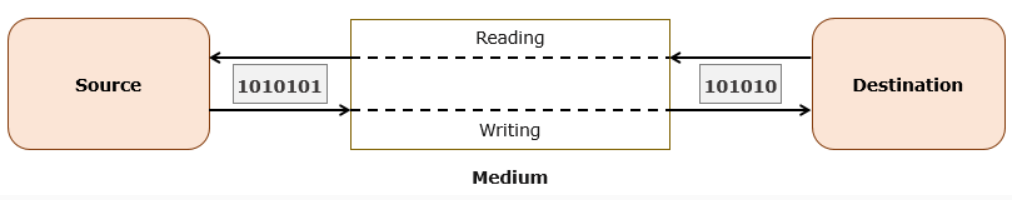 Reading
Source
1010101
101010
Destination
Writing
Medium